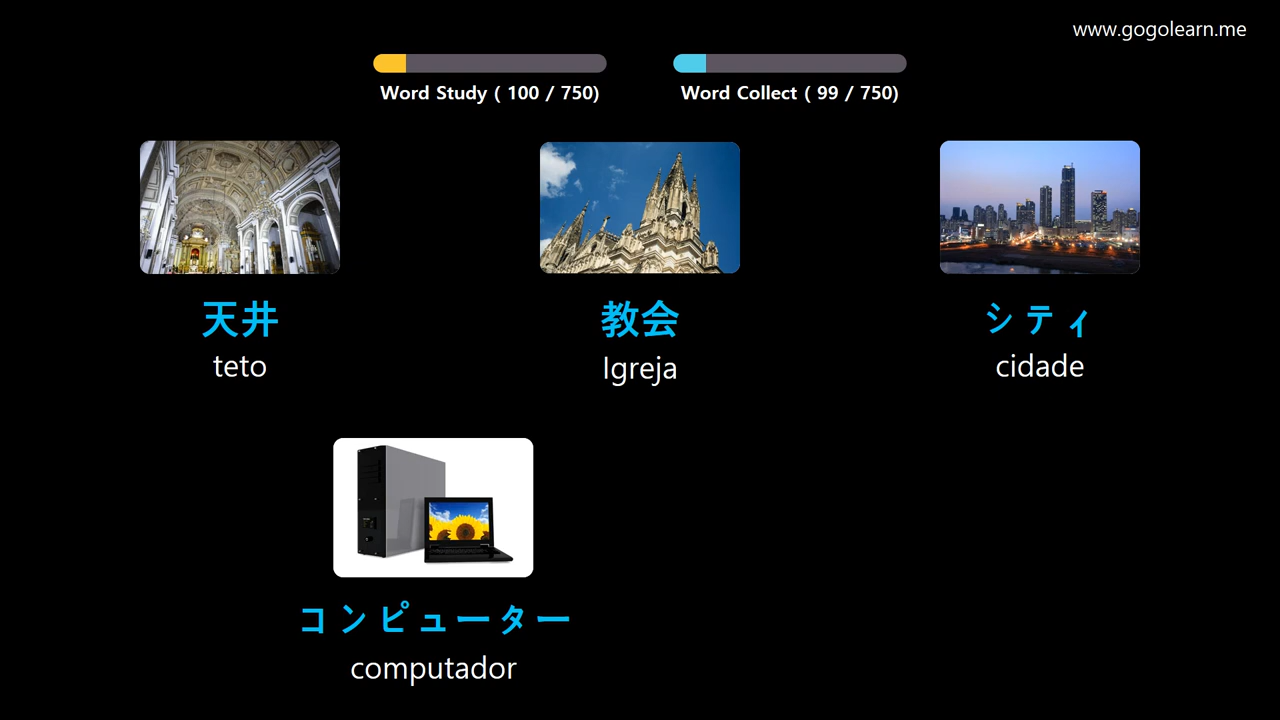 www.gogolearn.me
Word Study ( 100 / 750)
Word Collect ( 99 / 750)
天井
teto
教会
Igreja
シティ
cidade
コンピューター
computador